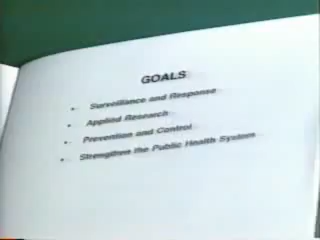 GOALS
• Surveillance and Response
• Applied Research
• Prevention and Control
• Strengthen the Public Health System